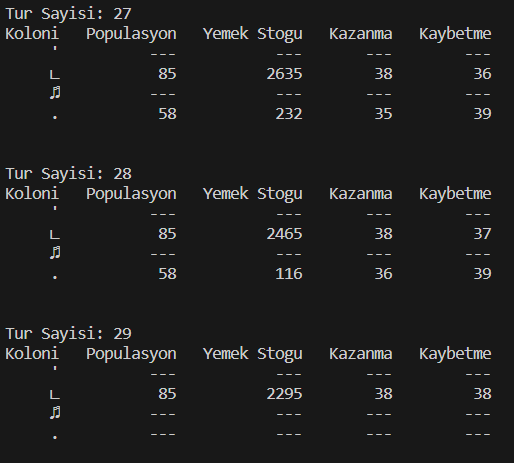 Tur Sayisi: 27
Koloni Populasyon Yemek Stogu Kazanma Kaybetme
' --- --- --- ---
ㄴ 85 2635 38 36
♬ --- --- --- ---
. 58 232 35 39
Tur Sayisi: 28
Koloni Populasyon Yemek Stogu Kazanma Kaybetme
' --- --- --- ---
ㄴ 85 2465 38 37
♬ --- --- --- ---
. 58 116 36 39
Tur Sayisi: 29
Koloni Populasyon Yemek Stogu Kazanma Kaybetme
' --- --- --- ---
ㄴ 85 2295 38 38
♬ --- --- --- ---
. --- --- --- ---